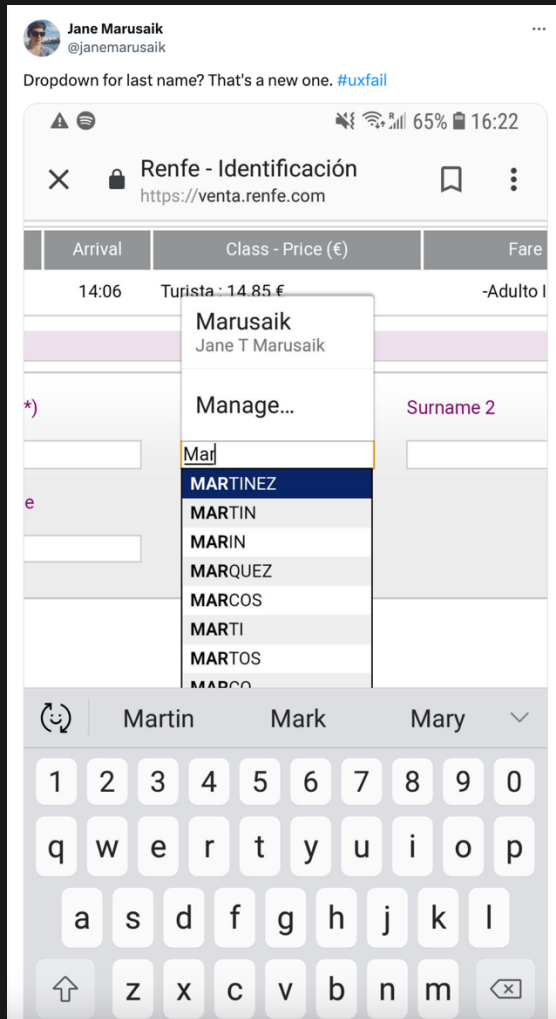 Jane Marusaik
@janemarusaik
Dropdown for last name? That's a new one. #uxfail
65% 16:22
Renfe - Identificación
https://venta.renfe.com
Arrival Class - Price (€) Fare
14:06 Turista : 14.85 € -Adulto I
Marusaik
Jane T Marusaik
Manage...
*) Surname 2
Mar
MARTINEZ
e
MARTIN
MARIN
MARQUEZ
MARCOS
MARTI
MARTOS
MARCO
Martin Mark Mary
1 2 3 4 5 6 7 8 9 0
q w e r t y u i o p
a s d f g h j k l
z x c v b n m